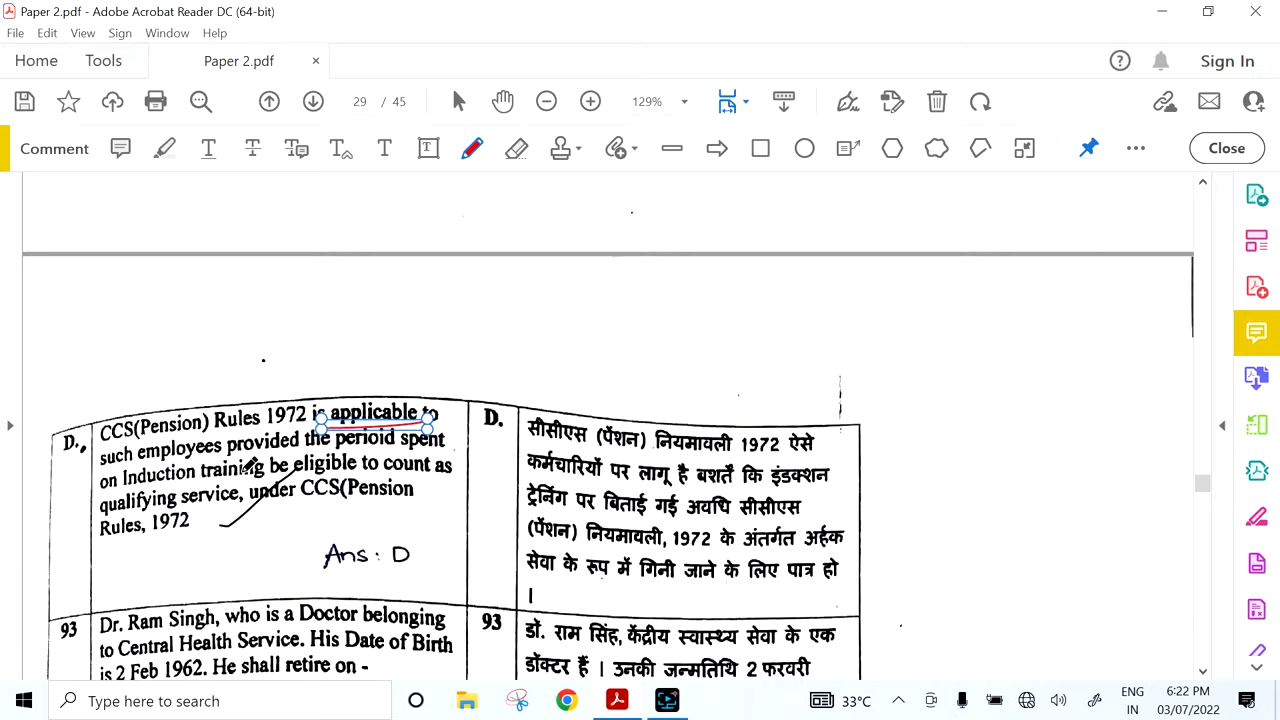 Paper 2.pdf - Adobe Acrobat Reader DC (64-bit)
File Edit View Sign Window Help
Home Tools Paper 2.pdf × Sign In
29 / 45 129%
Comment Close
D. CCS(Pension) Rules 1972 is applicable to
such employees provided the perioid spent
on Induction training be eligible to count as
qualifying service, under CCS(Pension
Rules, 1972
Ans: D
D. सीसीएस (पेंशन) नियमावली 1972 ऐसे
कर्मचारियों पर लागू है बशर्तें कि इंडक्शन
ट्रेनिंग पर बिताई गई अवधि सीसीएस
(पेंशन) नियमावली, 1972 के अंतर्गत अर्हक
सेवा के रूप में गिनी जाने के लिए पात्र हो
।
93 Dr. Ram Singh, who is a Doctor belonging
to Central Health Service. His Date of Birth
is 2 Feb 1962. He shall retire on -
93 डॉ. राम सिंह, केंद्रीय स्वास्थ्य सेवा के एक
डॉक्टर हैं । उनकी जन्मतिथि 2 फरवरी
Type here to search
33°C
ENG
IN
6:22 PM
03/07/2022